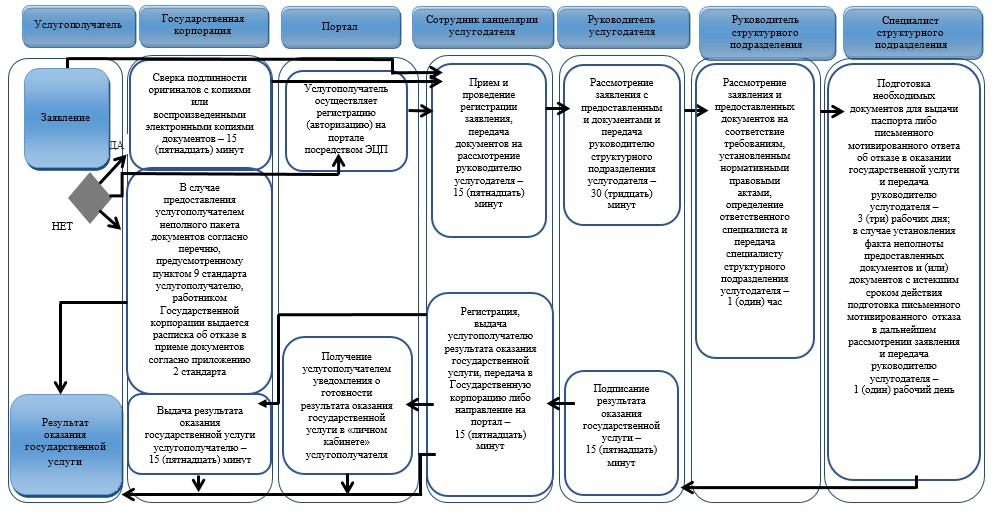 Услугополучатель
Государственная
корпорация
Портал
Сотрудник канцелярии
услугодателя
Руководитель
услугодателя
Руководитель
структурного
подразделения
Специалист
структурного
подразделения
Заявление
ДА
НЕТ
Результат
оказания
государственной
услуги
Сверка подлинности
оригиналов с копиями
или
воспроизведенными
электронными копиями
документов – 15
(пятнадцать) минут
В случае
предоставления
услугополучателем
неполного пакета
документов согласно
перечню,
предусмотренному
пунктом 9 стандарта
услугополучателю,
работником
Государственной
корпорации выдается
расписка об отказе в
приеме документов
согласно приложению
2 стандарта
Выдача результата
оказания
государственной услуги
услугополучателю –
15 (пятнадцать) минут
Услугополучатель
осуществляет
регистрацию
(авторизацию) на
портале
посредством ЭЦП
Получение
услугополучателем
уведомления о
готовности
результата оказания
государственной
услуги в «личном
кабинете»
услугополучателя
Прием и
проведение
регистрации
заявления,
передача
документов на
рассмотрение
руководителю
услугодателя –
15 (пятнадцать)
минут
Регистрация,
выдача
услугополучателю
результата оказания
государственной
услуги, передача в
Государственную
корпорацию либо
направление на
портал –
15 (пятнадцать)
минут
Рассмотрение
заявления с
предоставленным
и документами и
передача
руководителю
структурного
подразделения
услугодателя –
30 (тридцать)
минут
Подписание
результата
оказания
государственной
услуги –
15 (пятнадцать)
минут
Рассмотрение
заявления и
предоставленных
документов на
соответствие
требованиям,
установленным
нормативными
правовыми
актами,
определение
ответственного
специалиста и
передача
специалисту
структурного
подразделения
услугодателя –
1 (один) час
Подготовка
необходимых
документов для выдачи
паспорта либо
письменного
мотивированного ответа
об отказе в оказании
государственной услуги
и передача
руководителю
услугодателя –
3 (три) рабочих дня;
в случае установления
факта неполноты
предоставленных
документов и (или)
документов с истекшим
сроком действия
подготовка письменного
мотивированного отказа
в дальнейшем
рассмотрении заявления
и передача
руководителю
услугодателя –
1 (один) рабочий день